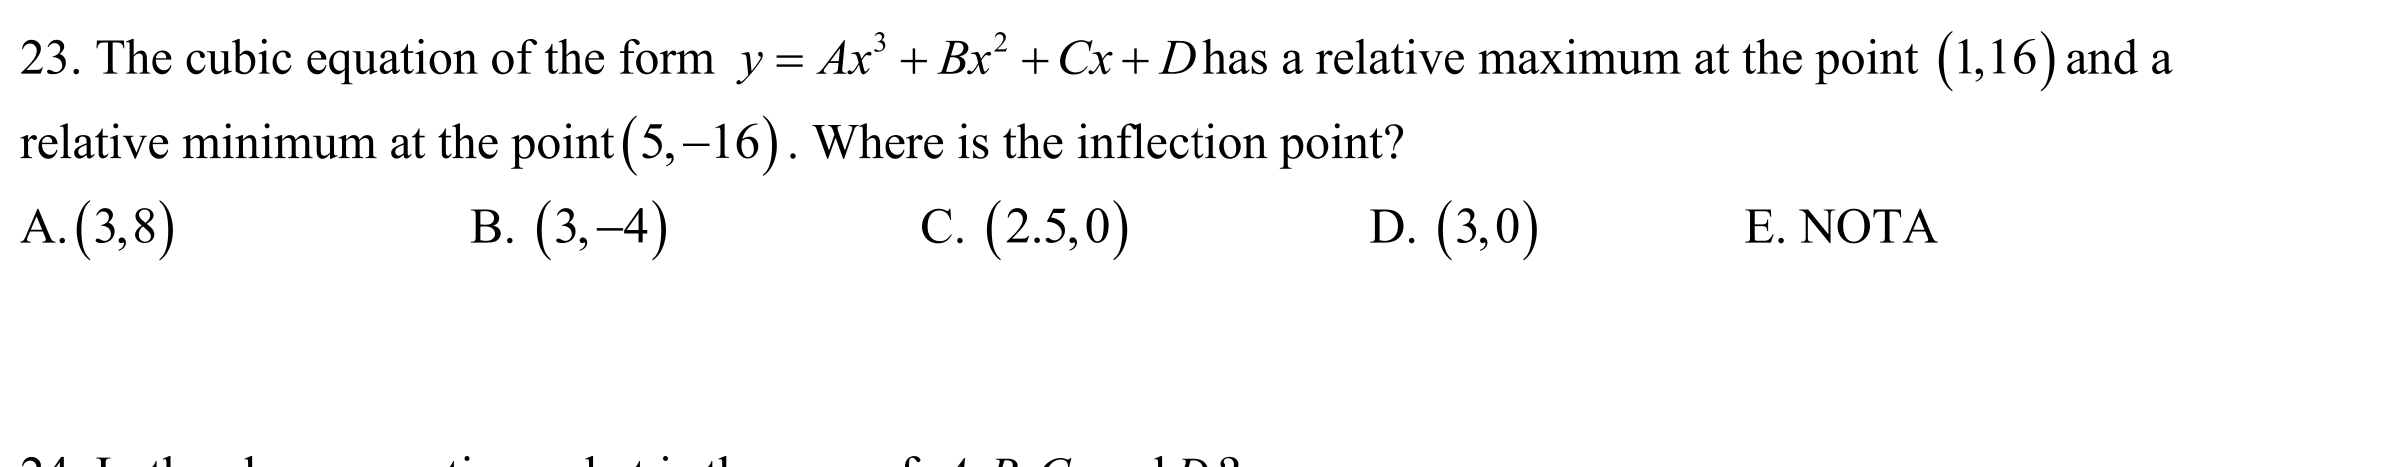 23. The cubic equation of the form y = Ax³ + Bx² + Cx + D has a relative maximum at the point (1,16) and a
relative minimum at the point (5,−16). Where is the inflection point?
A. (3,8) B. (3,−4) C. (2.5,0) D. (3,0) E. NOTA